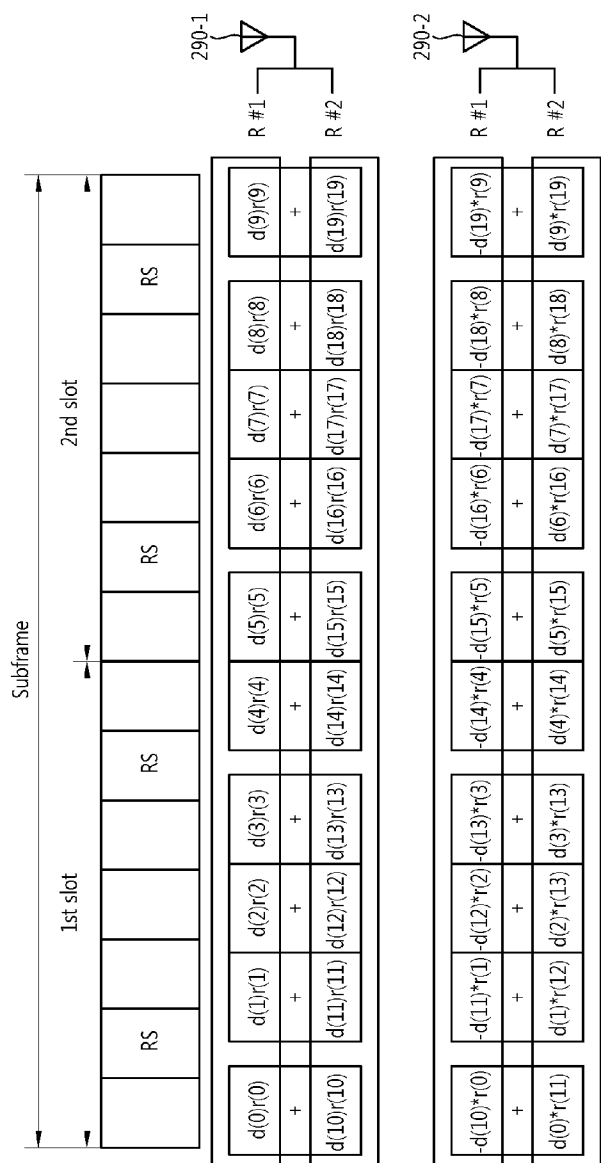 Subframe
1st slot 2nd slot
RS RS RS RS
290-1
d(0)r(0) d(1)r(1) d(2)r(2) d(3)r(3) d(4)r(4) d(5)r(5) d(6)r(6) d(7)r(7) d(8)r(8) d(9)r(9) R #1
+ + + + + + + + + +
d(10)r(10) d(11)r(11) d(12)r(12) d(13)r(13) d(14)r(14) d(15)r(15) d(16)r(16) d(17)r(17) d(18)r(18) d(19)r(19) R #2
290-2
-d(10)*r(0) -d(11)*r(1) -d(12)*r(2) -d(13)*r(3) -d(14)*r(4) -d(15)*r(5) -d(16)*r(6) -d(17)*r(7) -d(18)*r(8) -d(19)*r(9) R #1
+ + + + + + + + + +
d(0)*r(11) d(1)*r(12) d(2)*r(13) d(3)*r(13) d(4)*r(14) d(5)*r(15) d(6)*r(16) d(7)*r(17) d(8)*r(18) d(9)*r(19) R #2